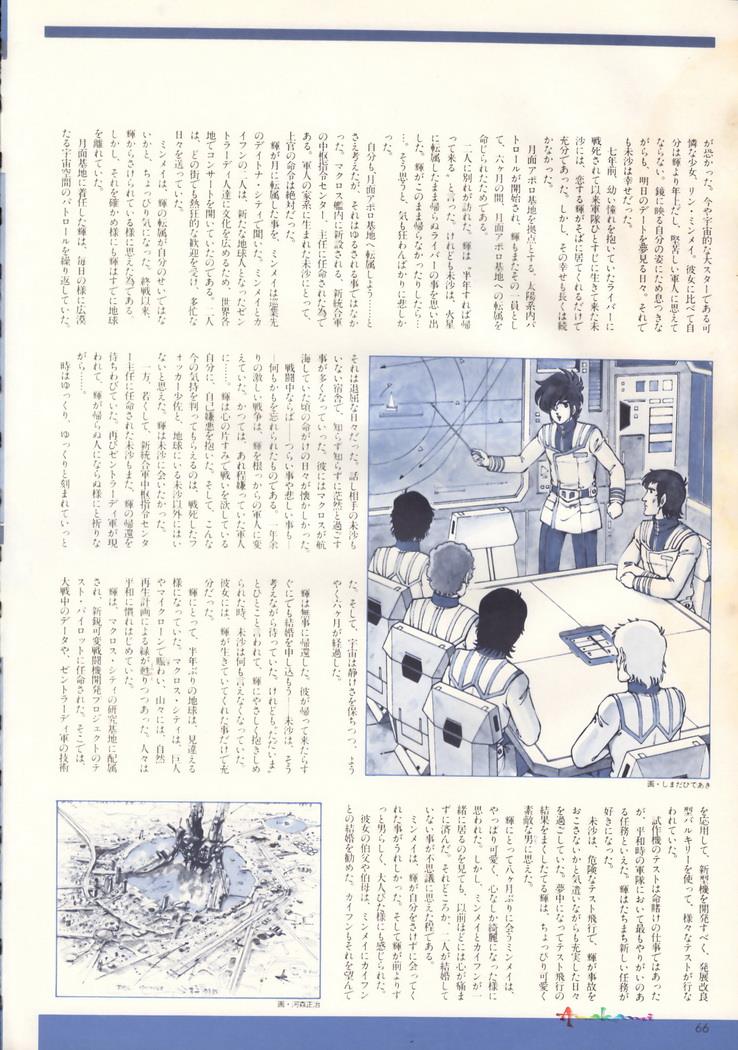 が恐かった。今や宇宙的な大スターである可
憐な少女、リン・ミンメイ。彼女に比べて自
分は輝より年上だし、堅苦しい軍人に思えて
ならない。鏡に映る自分の姿にため息つきな
がらも、明日のデートを夢見る日々。それで
も未沙は幸せだった。
七年前、幼い憧れを抱いていたライバーに
戦死されて以来軍服ひとすじに生きて来た未
沙には、恋する輝がそばに居てくれるだけで
充分であった。しかし、その幸せも長くは続
かなかった。
月面アポロ基地を拠点とする、太陽系内パ
トロールが開始され、輝もまたその一員とし
て、六ヶ月の間、月面アポロ基地への転属を
命じられたためである。
二人に別れが訪れた。輝は〝半年すれば帰
って来る〟と言った。けれども未沙は、火星
に転属したまま帰らぬライバーの事を思い出
した。輝がこのまま帰らなかったりしたら…
…。そう思うと、気も狂わんばかりに悲しか
った。
自分も月面アポロ基地へ転属しよう……と
さえ考えたが、それはゆるされる事ではなか
った。マクロス艦内に新設される、新統合軍
の中枢指令センター、主任に任命された為で
ある。軍人の家系に生まれた未沙にとって、
上官の命令は絶対だった。
輝が月に転属した事を、ミンメイは巡業先
のデイトナ・シティで聞いた。ミンメイとカ
イフンの二人は、新たな地球人となったゼン
トラーディ人達に文化を広めるため、世界各
地でコンサートを開いていたのである。二人
は、どの街でも熱狂的な歓迎を受け、多忙な
日々を送っていた。
ミンメイは、輝の転属が自分のせいではな
いかと、ちょっぴり気になった。終戦以来、
輝からさけられている様に思えた為である。
しかし、それを確かめる様にも輝はすでに地球
を離れていた。
月面基地に着任した輝は、毎日の様に広漠
たる宇宙空間のパトロールを繰り返していた。
それは退屈な日々だった。話し相手の未沙も
いない宿舎で、知らず知らずに茫然と過ごす
事が多くなっていった。彼にはマクロスが航
海していた頃の命がけの日々が懐かしかった。
戦闘中ならば――つらい事や悲しい事も―
―何もかもを忘れられたものである。一年余
りの激しい戦争は、輝を根っからの軍人に変
えていた。かつては、あれ程嫌っていた軍人
に……。輝は心の片すみで戦いを欲している
自分に、自己嫌悪を抱いた。そして、こんな
今の気持を判ってもらえるのは、戦死したフ
ォッカー少佐と、地球にいる未沙以外にはい
ないと思えた。輝は未沙に会いたかった。
一方、若くして、新統合軍中枢指令センタ
ー主任に任命された未沙もまた、輝の帰還を
待ちわびていた。再びゼントラーディ軍が現
われて、輝が帰らぬ人にならぬ様にと祈りな
がら……。
時はゆっくり、ゆっくりと刻まれていっ
た。そして、宇宙は静けさを保ちつつ、よう
やく六ヶ月が経過した。
輝は無事に帰還した。彼が帰って来たらす
ぐにでも結婚を申し込もう――未沙は、そう
考えながら待っていた。けれども〝ただいま〟
とひとこと言われて、輝にやさしく抱きしめ
られた時、未沙は何も言えなくなっていた。
彼女には、輝が生きていてくれた事だけで充
分だった。
輝にとって、半年ぶりの地球は、見違える
様になっていた。マクロス・シティは、巨人
やマイクローンで賑わい、山々には、自然
再生計画による緑が甦りつつあった。人々は
平和に慣れはじめていた。
輝は、マクロス・シティの研究基地に配属
され、新鋭可変戦闘機開発プロジェクトのテ
スト・パイロットに任命された。そこでは、
大戦中のデータや、ゼントラーディ軍の技術
画・しまだひであき
を応用して、新型機を開発すべく、発展改良
型バルキリーを使って、様々なテストが行な
われていた。
試作機のテストは命賭けの仕事ではあった
が、平和時の軍隊において最もやりがいのあ
る任務といえた。輝はたちまち新しい任務が
好きになった。
未沙は、危険なテスト飛行で、輝が事故を
おこさないかと気遣いながらも充実した日々
を過ごしていた。夢中になってテスト飛行の
結果をまくしたてる輝は、ちょっぴり可愛く
素敵な男に思えた。
輝にとって八ヶ月ぶりに会うミンメイは、
やっぱり可愛く、心なしか綺麗になった様に
思われた。しかし、ミンメイとカイフンが一
緒に居るのを見ても、以前ほどには心が痛ま
ずに済んだ。それどころか、二人が結婚して
いない事が不思議に思えた程である。
ミンメイは、輝が自分をさけずに会ってく
れた事がうれしかった。そして輝が前よりず
っと男らしく、大人びた様にも感じられた。
彼女の伯父や伯母は、ミンメイにカイフン
との結婚を勧めた。カイフンもそれを望んで
画・河森正治
66